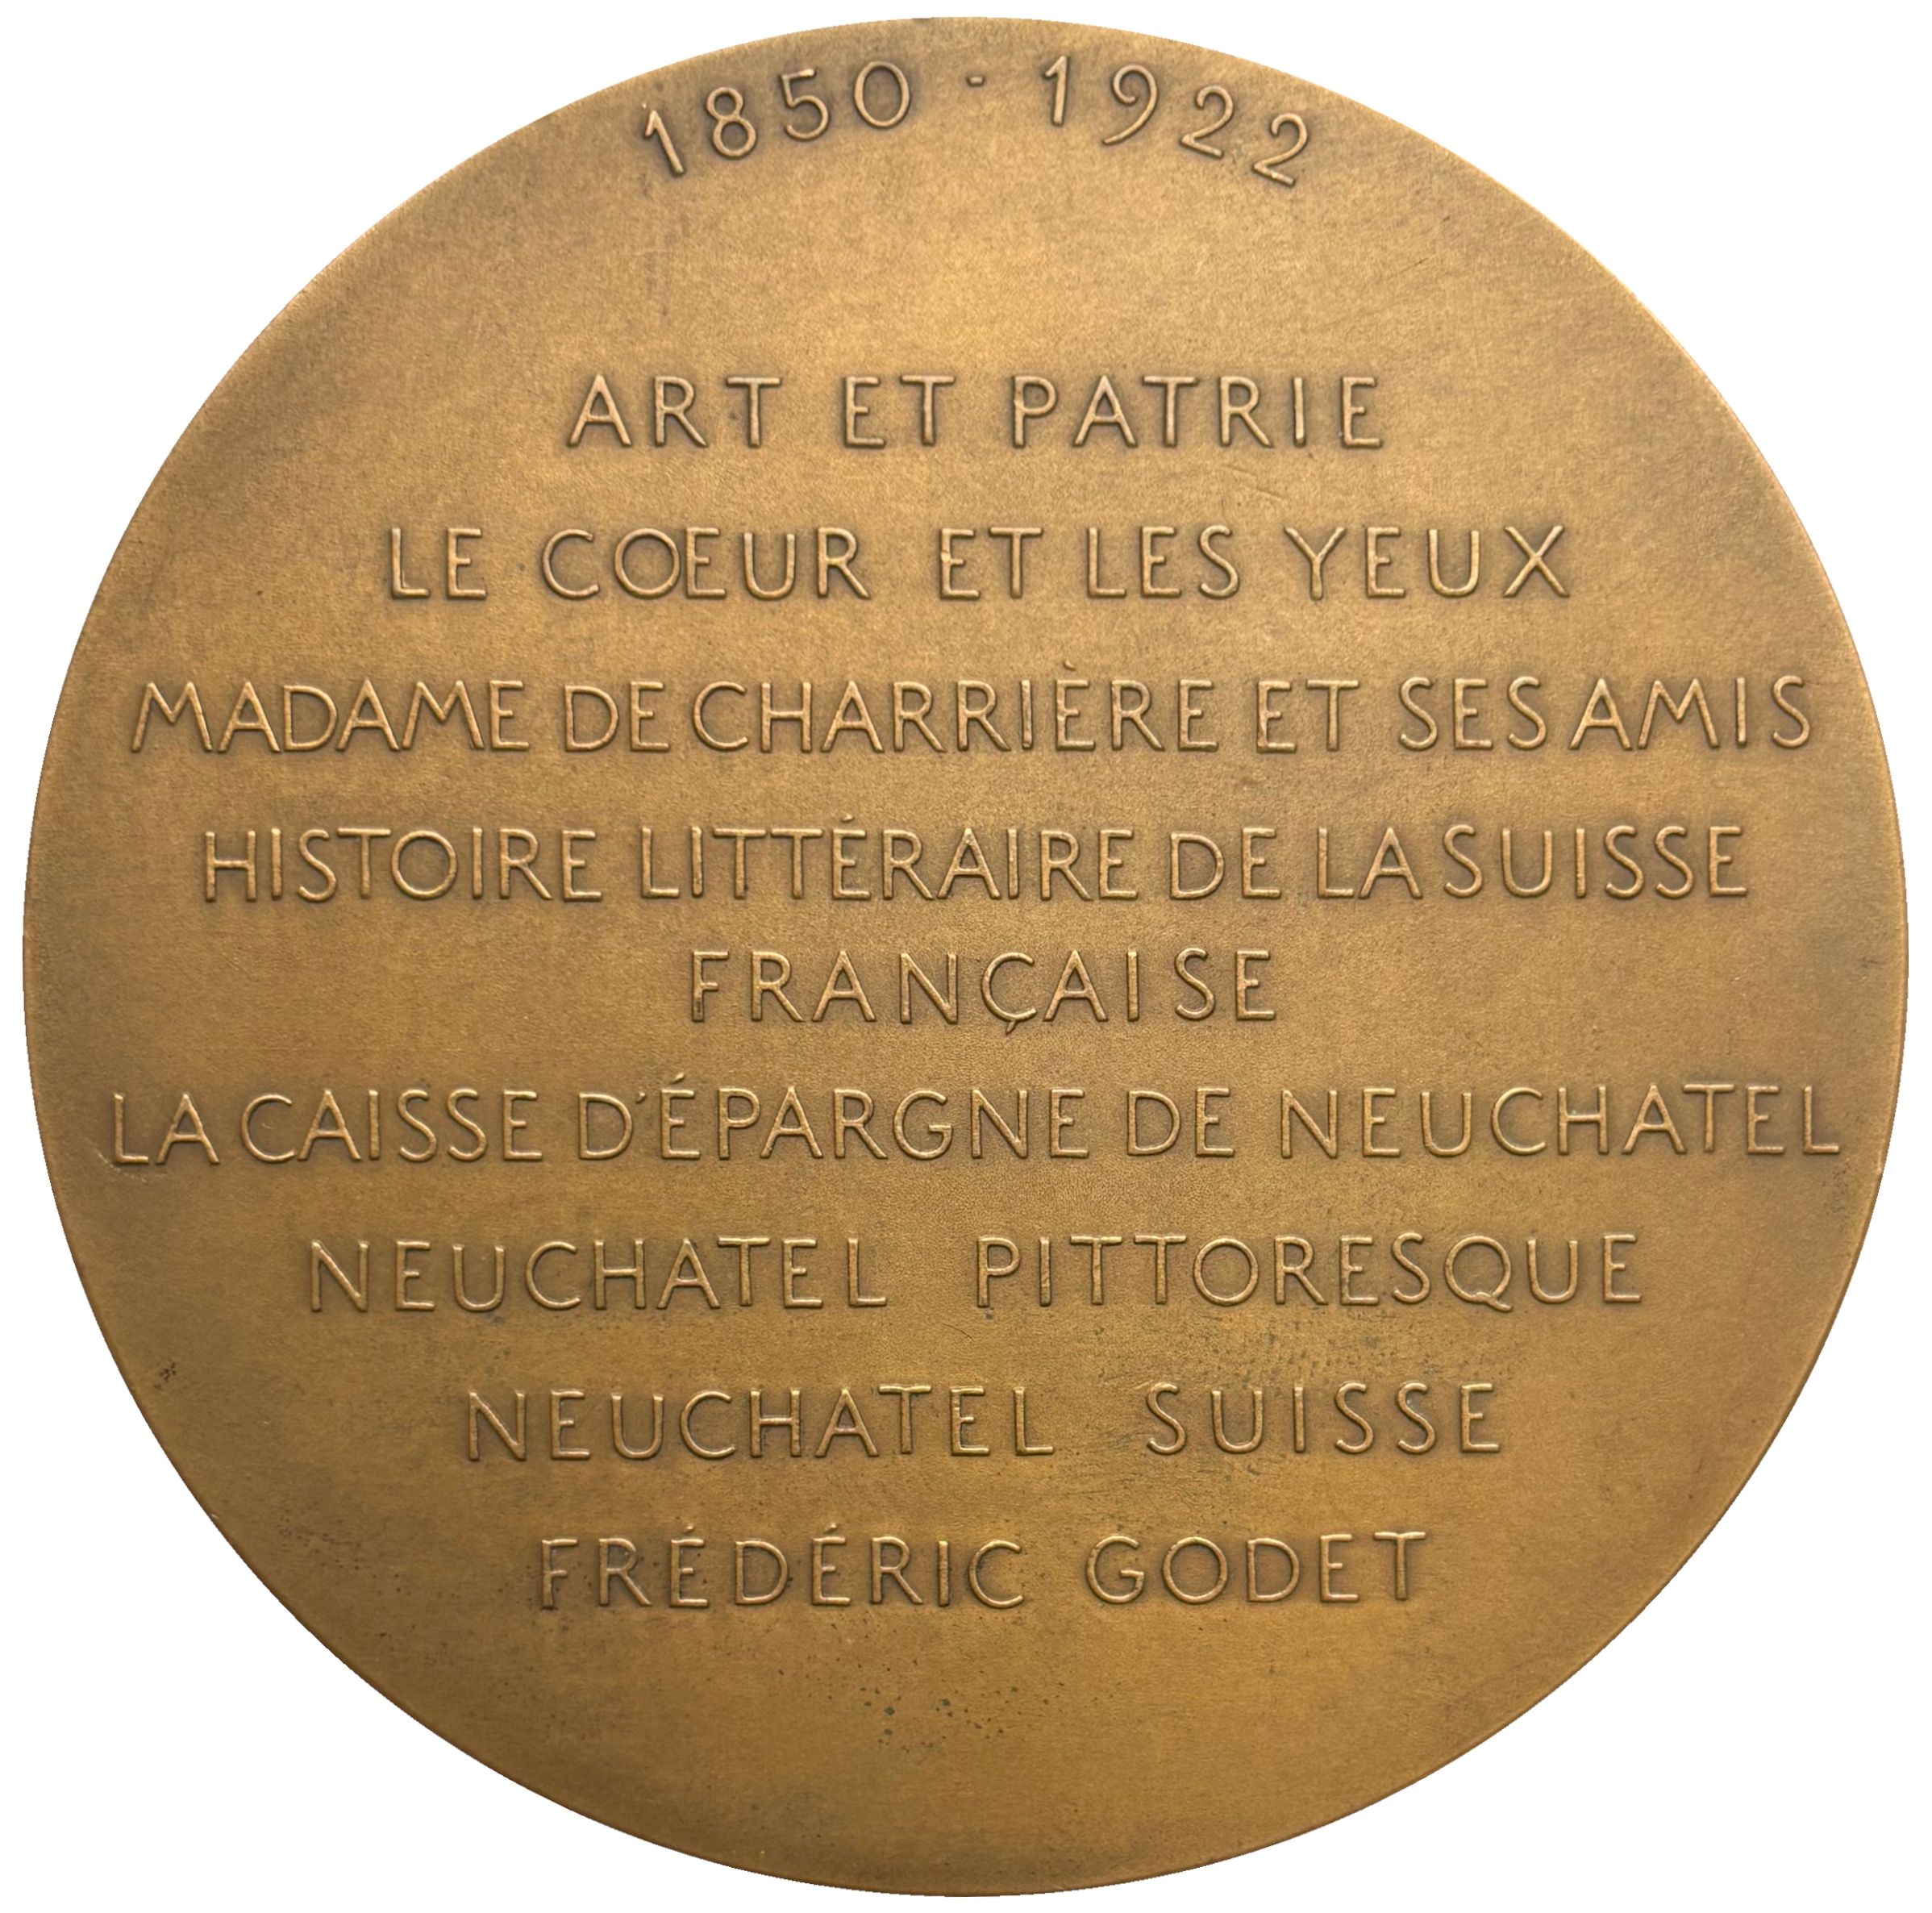 1850 - 1922
ART ET PATRIE
LE CŒUR ET LES YEUX
MADAME DE CHARRIÈRE ET SES AMIS
HISTOIRE LITTÉRAIRE DE LA SUISSE
FRANÇAISE
LA CAISSE D'ÉPARGNE DE NEUCHATEL
NEUCHATEL PITTORESQUE
NEUCHATEL SUISSE
FRÉDÉRIC GODET